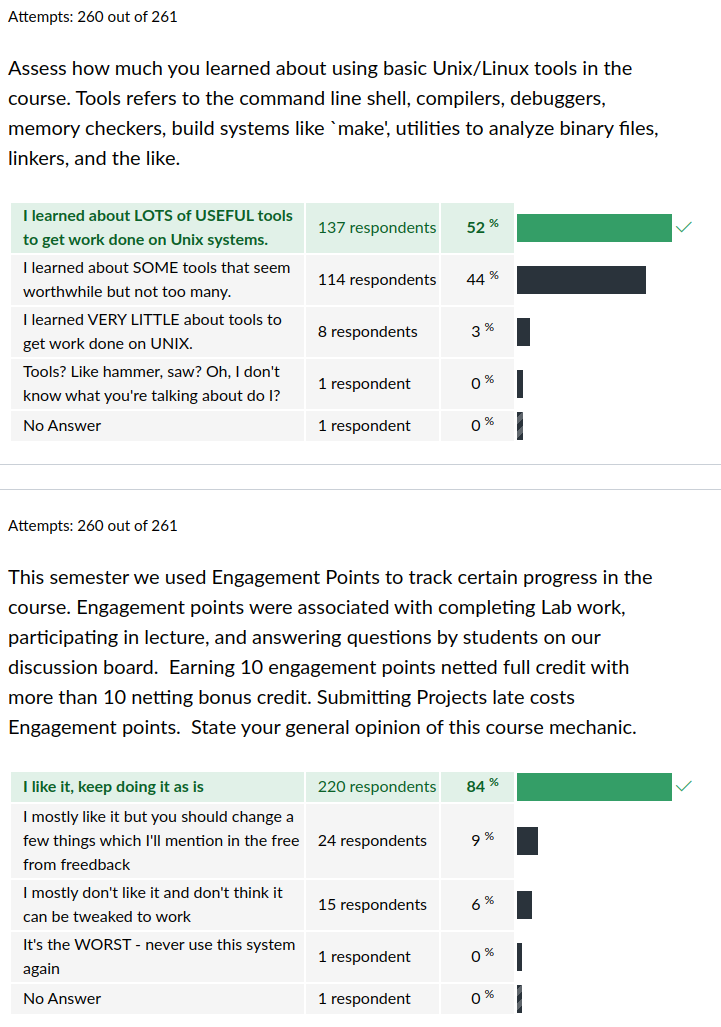 Attempts: 260 out of 261
Assess how much you learned about using basic Unix/Linux tools in the
course. Tools refers to the command line shell, compilers, debuggers,
memory checkers, build systems like `make', utilities to analyze binary files,
linkers, and the like.
I learned about LOTS of USEFUL tools
to get work done on Unix systems.
137 respondents
52 %
I learned about SOME tools that seem
worthwhile but not too many.
114 respondents
44 %
I learned VERY LITTLE about tools to
get work done on UNIX.
8 respondents
3 %
Tools? Like hammer, saw? Oh, I don't
know what you're talking about do I?
1 respondent
0 %
No Answer
1 respondent
0 %
Attempts: 260 out of 261
This semester we used Engagement Points to track certain progress in the
course. Engagement points were associated with completing Lab work,
participating in lecture, and answering questions by students on our
discussion board.  Earning 10 engagement points netted full credit with
more than 10 netting bonus credit. Submitting Projects late costs
Engagement points.  State your general opinion of this course mechanic.
I like it, keep doing it as is
220 respondents
84 %
I mostly like it but you should change a
few things which I'll mention in the free
from freedback
24 respondents
9 %
I mostly don't like it and don't think it
can be tweaked to work
15 respondents
6 %
It's the WORST - never use this system
again
1 respondent
0 %
No Answer
1 respondent
0 %